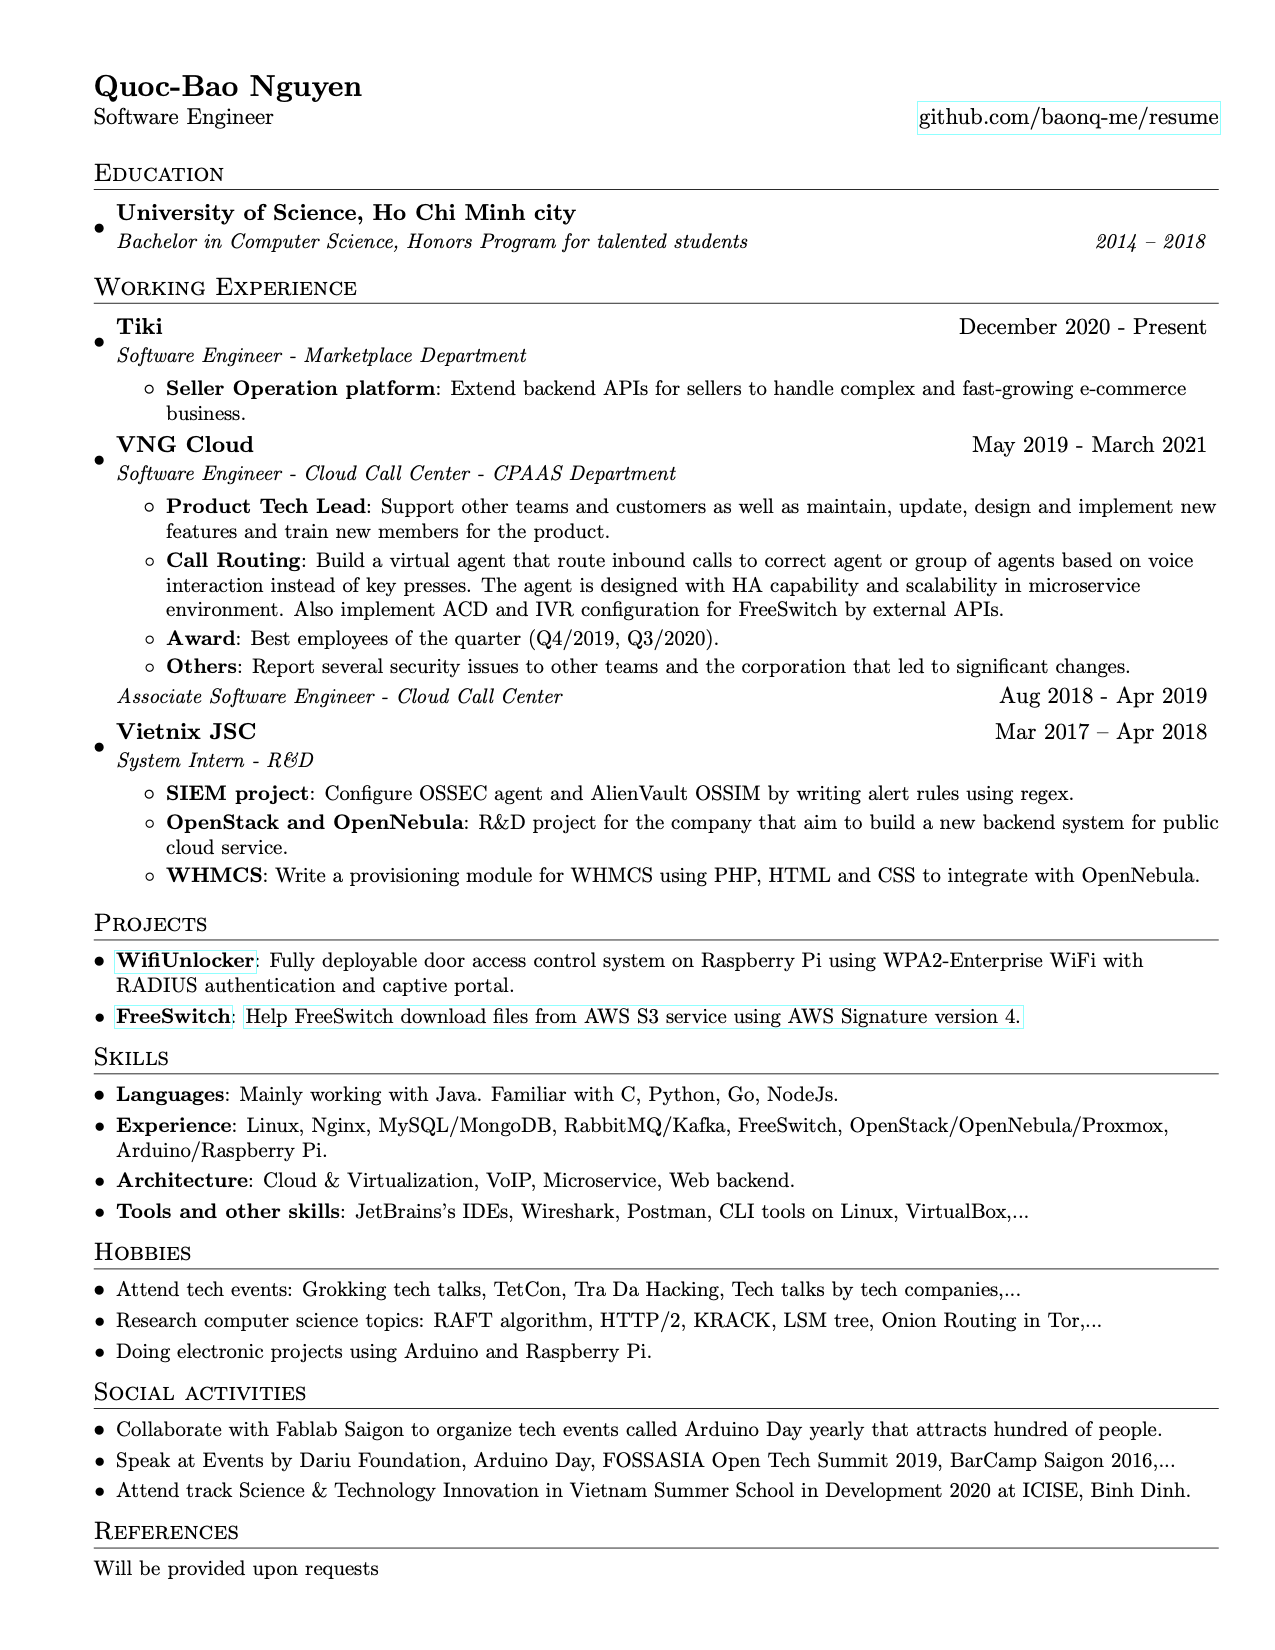 Quoc-Bao Nguyen
Software Engineer
github.com/baonq-me/resume
Education
• University of Science, Ho Chi Minh city
Bachelor in Computer Science, Honors Program for talented students 2014 – 2018
Working Experience
• Tiki December 2020 - Present
Software Engineer - Marketplace Department
◦ Seller Operation platform: Extend backend APIs for sellers to handle complex and fast-growing e-commerce
business.
• VNG Cloud May 2019 - March 2021
Software Engineer - Cloud Call Center - CPAAS Department
◦ Product Tech Lead: Support other teams and customers as well as maintain, update, design and implement new
features and train new members for the product.
◦ Call Routing: Build a virtual agent that route inbound calls to correct agent or group of agents based on voice
interaction instead of key presses. The agent is designed with HA capability and scalability in microservice
environment. Also implement ACD and IVR configuration for FreeSwitch by external APIs.
◦ Award: Best employees of the quarter (Q4/2019, Q3/2020).
◦ Others: Report several security issues to other teams and the corporation that led to significant changes.
Associate Software Engineer - Cloud Call Center Aug 2018 - Apr 2019
• Vietnix JSC Mar 2017 – Apr 2018
System Intern - R&D
◦ SIEM project: Configure OSSEC agent and AlienVault OSSIM by writing alert rules using regex.
◦ OpenStack and OpenNebula: R&D project for the company that aim to build a new backend system for public
cloud service.
◦ WHMCS: Write a provisioning module for WHMCS using PHP, HTML and CSS to integrate with OpenNebula.
Projects
• WifiUnlocker: Fully deployable door access control system on Raspberry Pi using WPA2-Enterprise WiFi with
RADIUS authentication and captive portal.
• FreeSwitch: Help FreeSwitch download files from AWS S3 service using AWS Signature version 4.
Skills
• Languages: Mainly working with Java. Familiar with C, Python, Go, NodeJs.
• Experience: Linux, Nginx, MySQL/MongoDB, RabbitMQ/Kafka, FreeSwitch, OpenStack/OpenNebula/Proxmox,
Arduino/Raspberry Pi.
• Architecture: Cloud & Virtualization, VoIP, Microservice, Web backend.
• Tools and other skills: JetBrains's IDEs, Wireshark, Postman, CLI tools on Linux, VirtualBox,...
Hobbies
• Attend tech events: Grokking tech talks, TetCon, Tra Da Hacking, Tech talks by tech companies,...
• Research computer science topics: RAFT algorithm, HTTP/2, KRACK, LSM tree, Onion Routing in Tor,...
• Doing electronic projects using Arduino and Raspberry Pi.
Social activities
• Collaborate with Fablab Saigon to organize tech events called Arduino Day yearly that attracts hundred of people.
• Speak at Events by Dariu Foundation, Arduino Day, FOSSASIA Open Tech Summit 2019, BarCamp Saigon 2016,...
• Attend track Science & Technology Innovation in Vietnam Summer School in Development 2020 at ICISE, Binh Dinh.
References
Will be provided upon requests